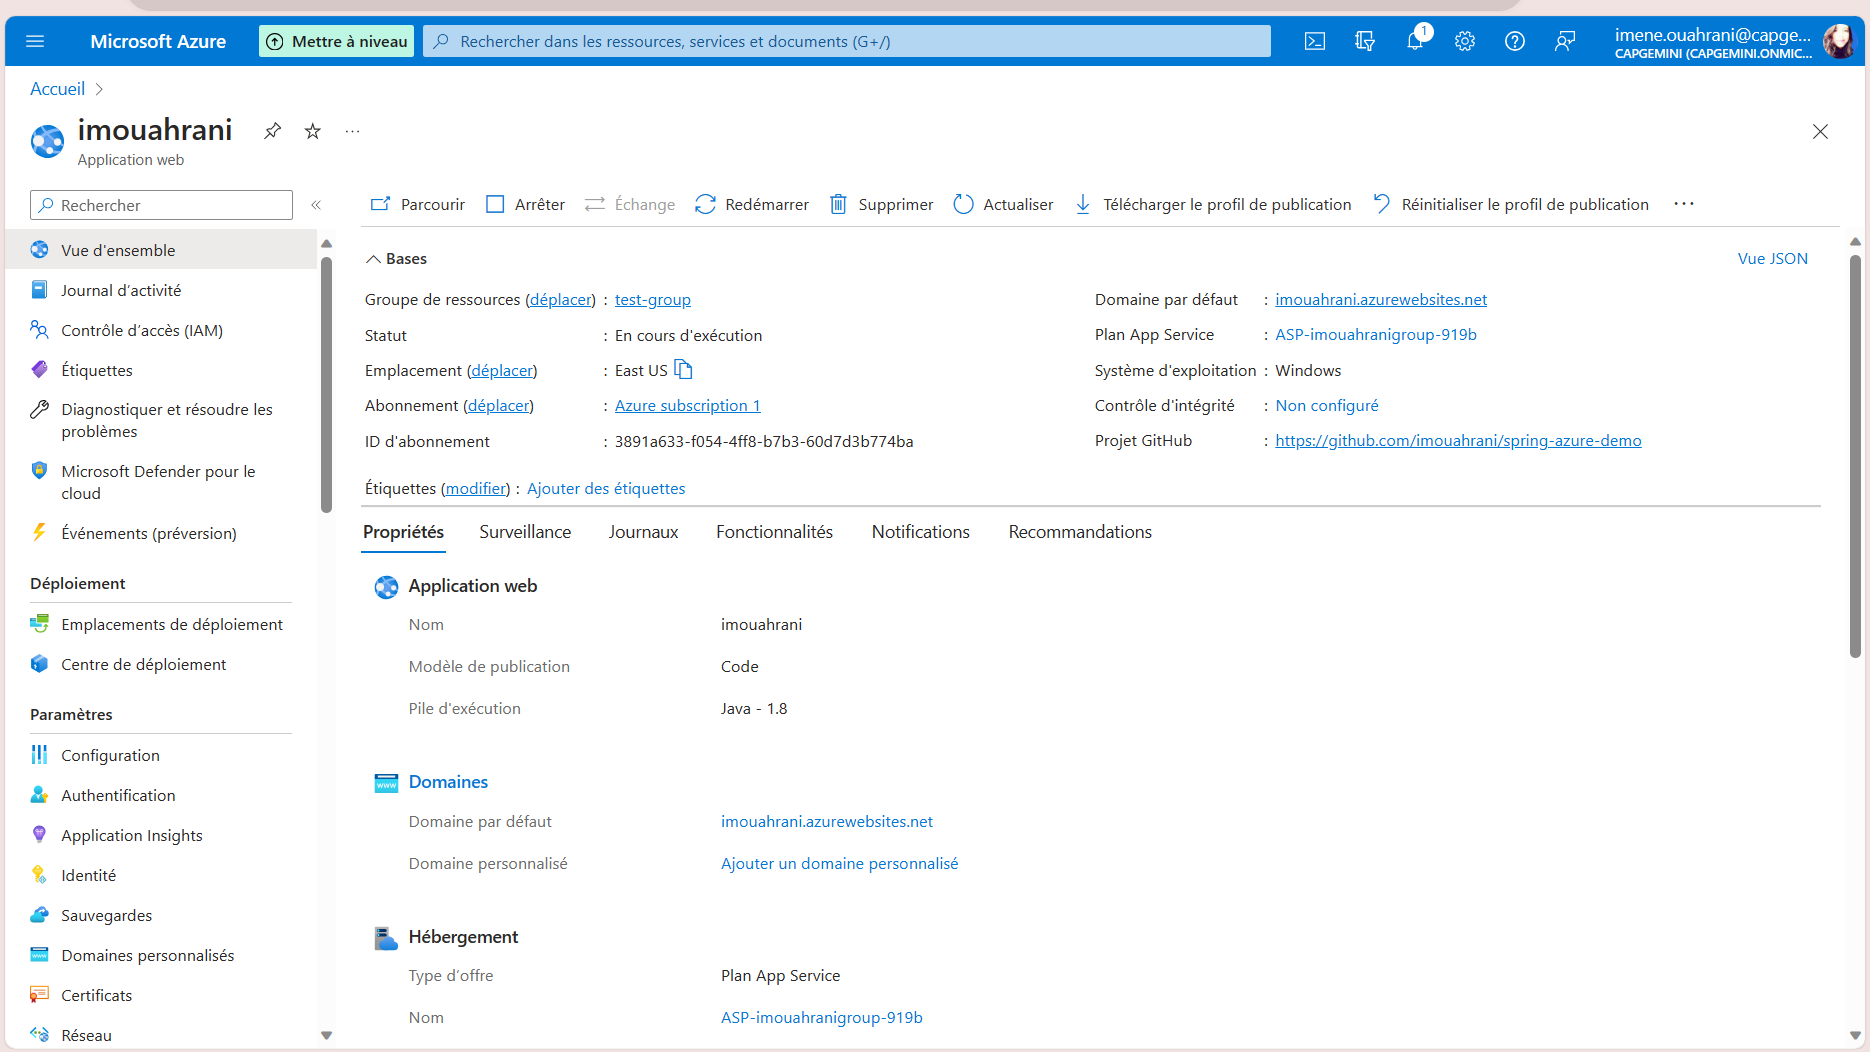 Microsoft Azure
Mettre à niveau
Rechercher dans les ressources, services et documents (G+/)
1
imene.ouahrani@capge...
CAPGEMINI (CAPGEMINI.ONMIC...
Accueil
imouahrani
Application web
Rechercher
Parcourir
Arrêter
Échange
Redémarrer
Supprimer
Actualiser
Télécharger le profil de publication
Réinitialiser le profil de publication
Vue d'ensemble
Journal d'activité
Contrôle d'accès (IAM)
Étiquettes
Diagnostiquer et résoudre les
problèmes
Microsoft Defender pour le
cloud
Événements (préversion)
Déploiement
Emplacements de déploiement
Centre de déploiement
Paramètres
Configuration
Authentification
Application Insights
Identité
Sauvegardes
Domaines personnalisés
Certificats
Réseau
Bases
Vue JSON
Groupe de ressources (déplacer) : test-group
Statut : En cours d'exécution
Emplacement (déplacer) : East US
Abonnement (déplacer) : Azure subscription 1
ID d'abonnement : 3891a633-f054-4ff8-b7b3-60d7d3b774ba
Domaine par défaut : imouahrani.azurewebsites.net
Plan App Service : ASP-imouahranigroup-919b
Système d'exploitation : Windows
Contrôle d'intégrité : Non configuré
Projet GitHub : https://github.com/imouahrani/spring-azure-demo
Étiquettes (modifier) : Ajouter des étiquettes
Propriétés
Surveillance
Journaux
Fonctionnalités
Notifications
Recommandations
Application web
Nom imouahrani
Modèle de publication Code
Pile d'exécution Java - 1.8
Domaines
Domaine par défaut imouahrani.azurewebsites.net
Domaine personnalisé Ajouter un domaine personnalisé
Hébergement
Type d'offre Plan App Service
Nom ASP-imouahranigroup-919b